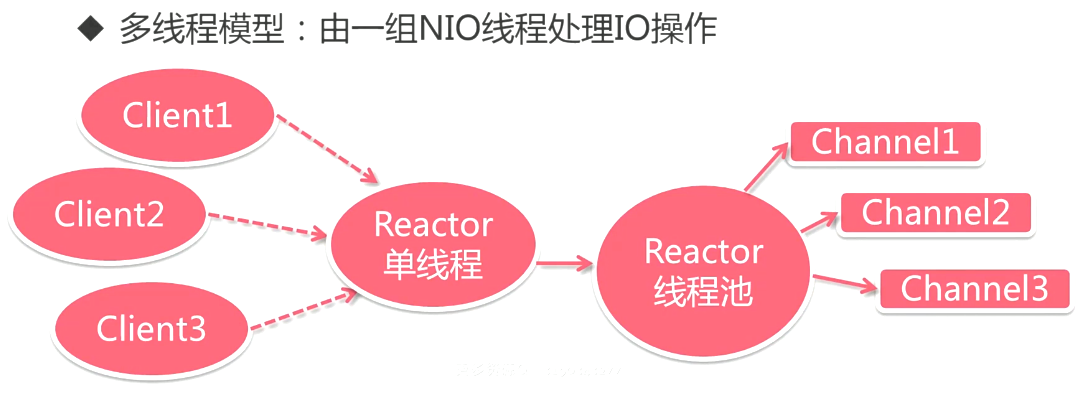 ◆ 多线程模型：由一组NIO线程处理IO操作
Client1
Client2
Client3
Reactor
单线程
Reactor
线程池
Channel1
Channel2
Channel3